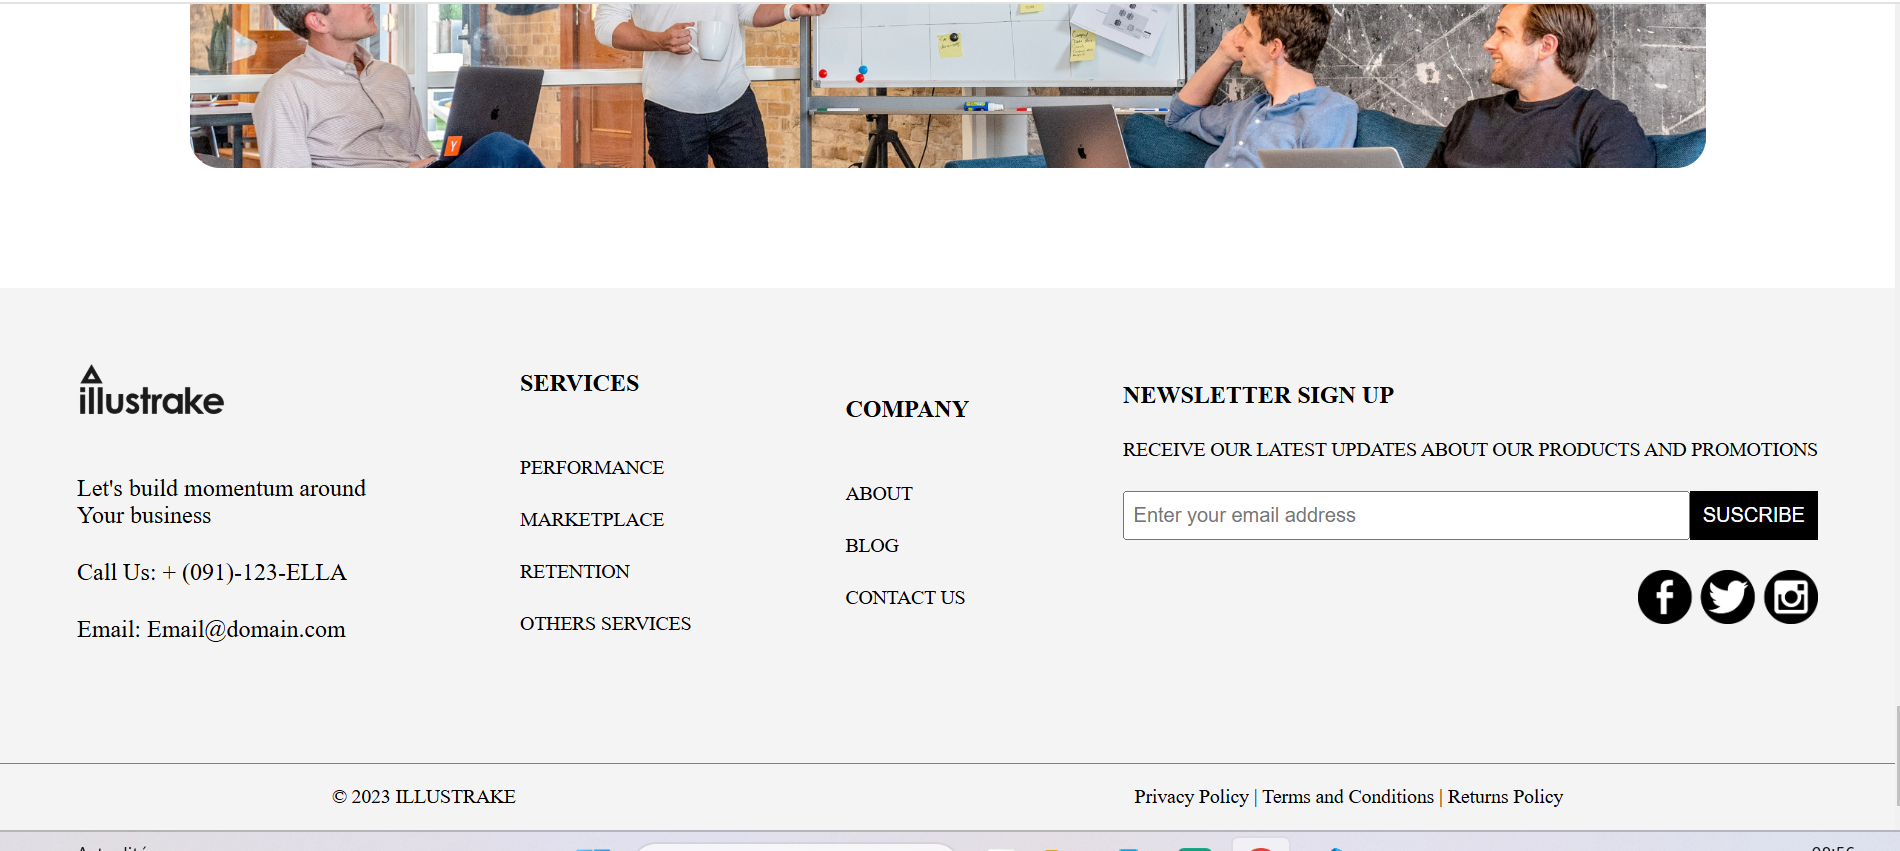 Y
illustrake
Let's build momentum around
Your business
Call Us: + (091)-123-ELLA
Email: Email@domain.com
SERVICES
PERFORMANCE
MARKETPLACE
RETENTION
OTHERS SERVICES
COMPANY
ABOUT
BLOG
CONTACT US
NEWSLETTER SIGN UP
RECEIVE OUR LATEST UPDATES ABOUT OUR PRODUCTS AND PROMOTIONS
Enter your email address
SUSCRIBE
© 2023 ILLUSTRAKE
Privacy Policy | Terms and Conditions | Returns Policy